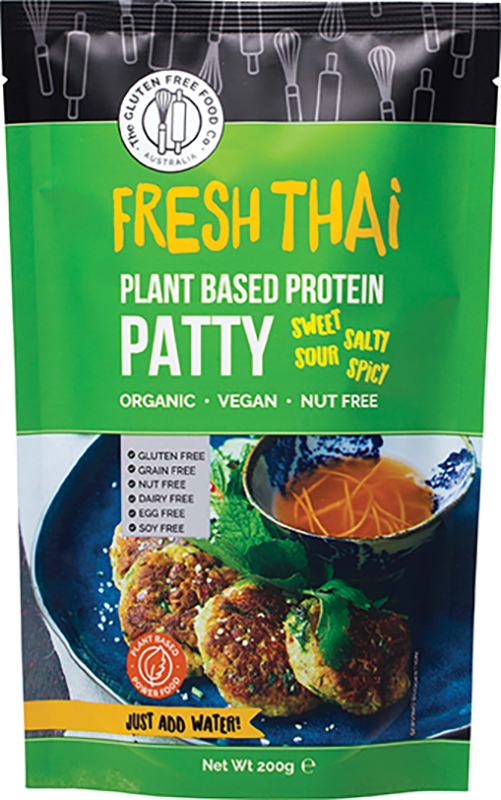 The GLUTEN FREE FOOD Co.
AUSTRALIA
FRESH THAi
PLANT BASED PROTEIN
PATTY
SWEET
SALTY
SOUR
SPiCY
ORGANIC • VEGAN • NUT FREE
GLUTEN FREE
GRAIN FREE
NUT FREE
DAIRY FREE
EGG FREE
SOY FREE
PLANT BASED
POWER FOOD
JUST ADD WATER!
Net Wt 200g ℮